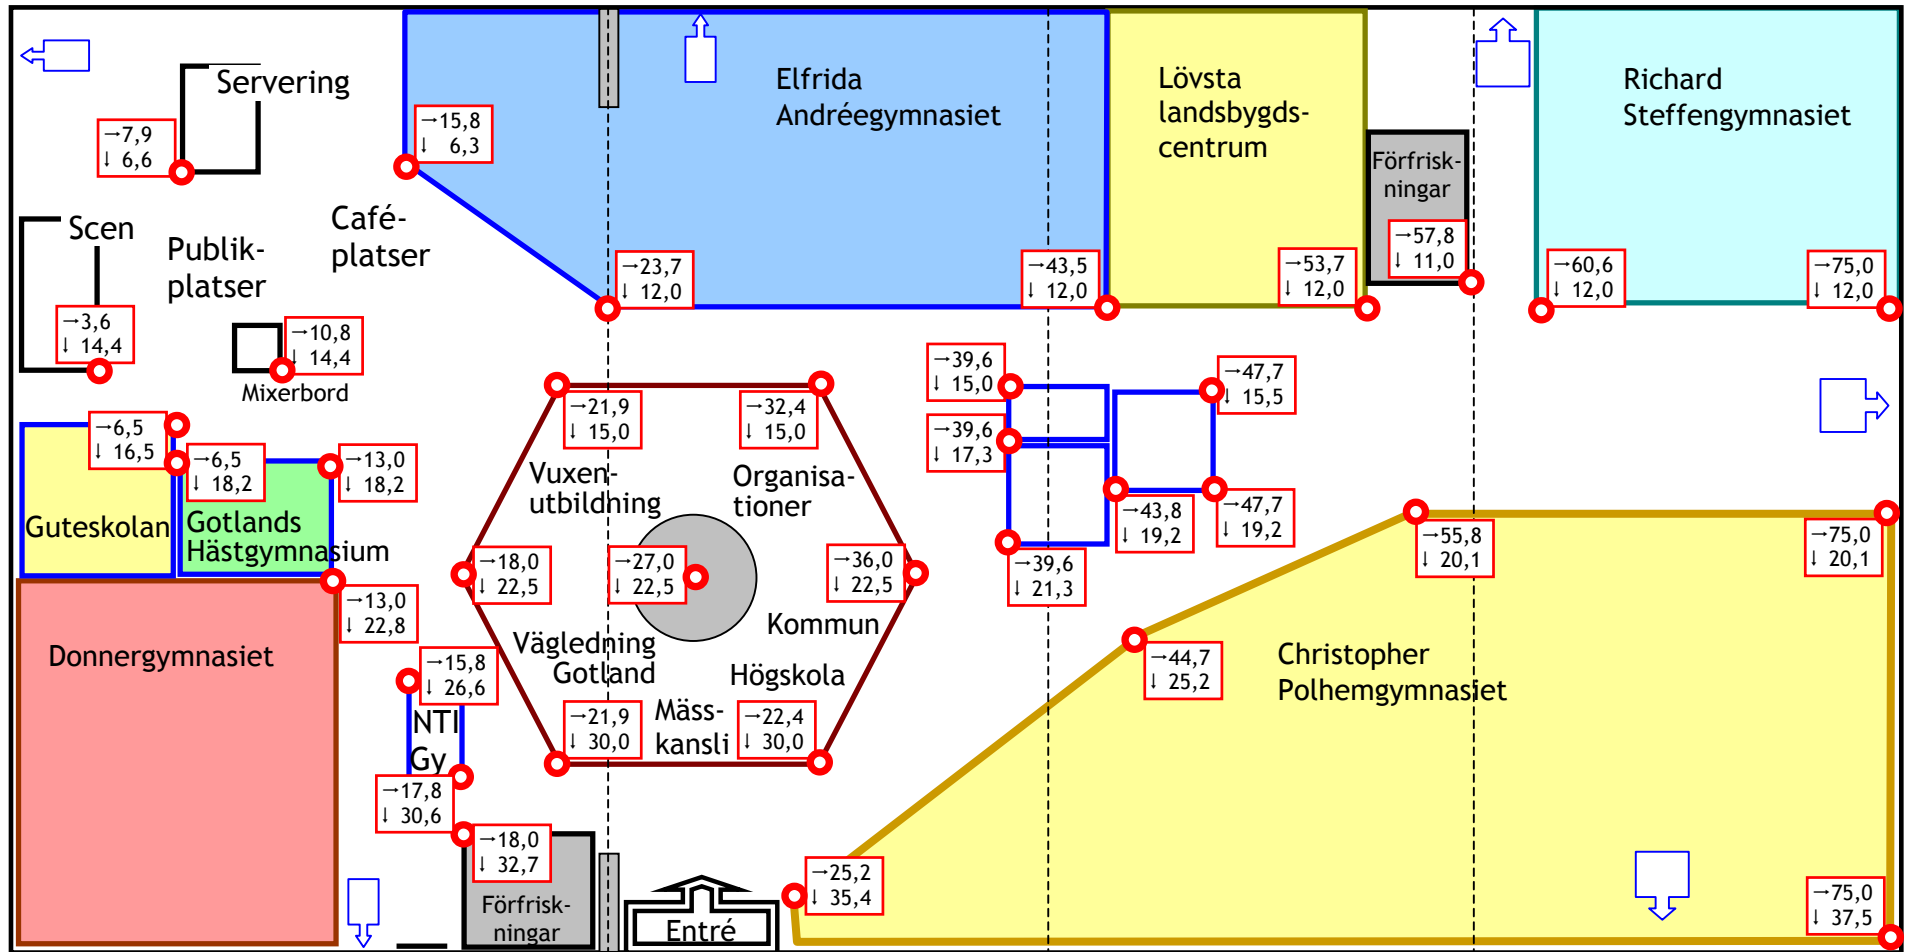 Servering
→7,9
↓ 6,6
→15,8
↓ 6,3
Elfrida
Andréegymnasiet
Lövsta
landsbygds-
centrum
Richard
Steffengymnasiet
Förfrisk-
ningar
→57,8
↓ 11,0
Scen
Publik-
platser
Café-
platser
→23,7
↓ 12,0
→43,5
↓ 12,0
→53,7
↓ 12,0
→60,6
↓ 12,0
→75,0
↓ 12,0
→3,6
↓ 14,4
→10,8
↓ 14,4
Mixerbord
→39,6
↓ 15,0
→47,7
↓ 15,5
→21,9
↓ 15,0
→32,4
↓ 15,0
→6,5
↓ 16,5
→39,6
↓ 17,3
→6,5
↓ 18,2
→13,0
↓ 18,2
Vuxen-
utbildning
Organisa-
tioner
→43,8
↓ 19,2
→47,7
↓ 19,2
Guteskolan
Gotlands
Hästgymnasium
→55,8
↓ 20,1
→75,0
↓ 20,1
→18,0
↓ 22,5
→27,0
↓ 22,5
→36,0
↓ 22,5
→39,6
↓ 21,3
→13,0
↓ 22,8
Donnergymnasiet
Vägledning
Gotland
Kommun
Högskola
→15,8
↓ 26,6
→44,7
↓ 25,2
Christopher
Polhemgymnasiet
NTI
Gy
→21,9
↓ 30,0
Mäss-
kansli
→22,4
↓ 30,0
→17,8
↓ 30,6
→18,0
↓ 32,7
Förfrisk-
ningar
Entré
→25,2
↓ 35,4
→75,0
↓ 37,5